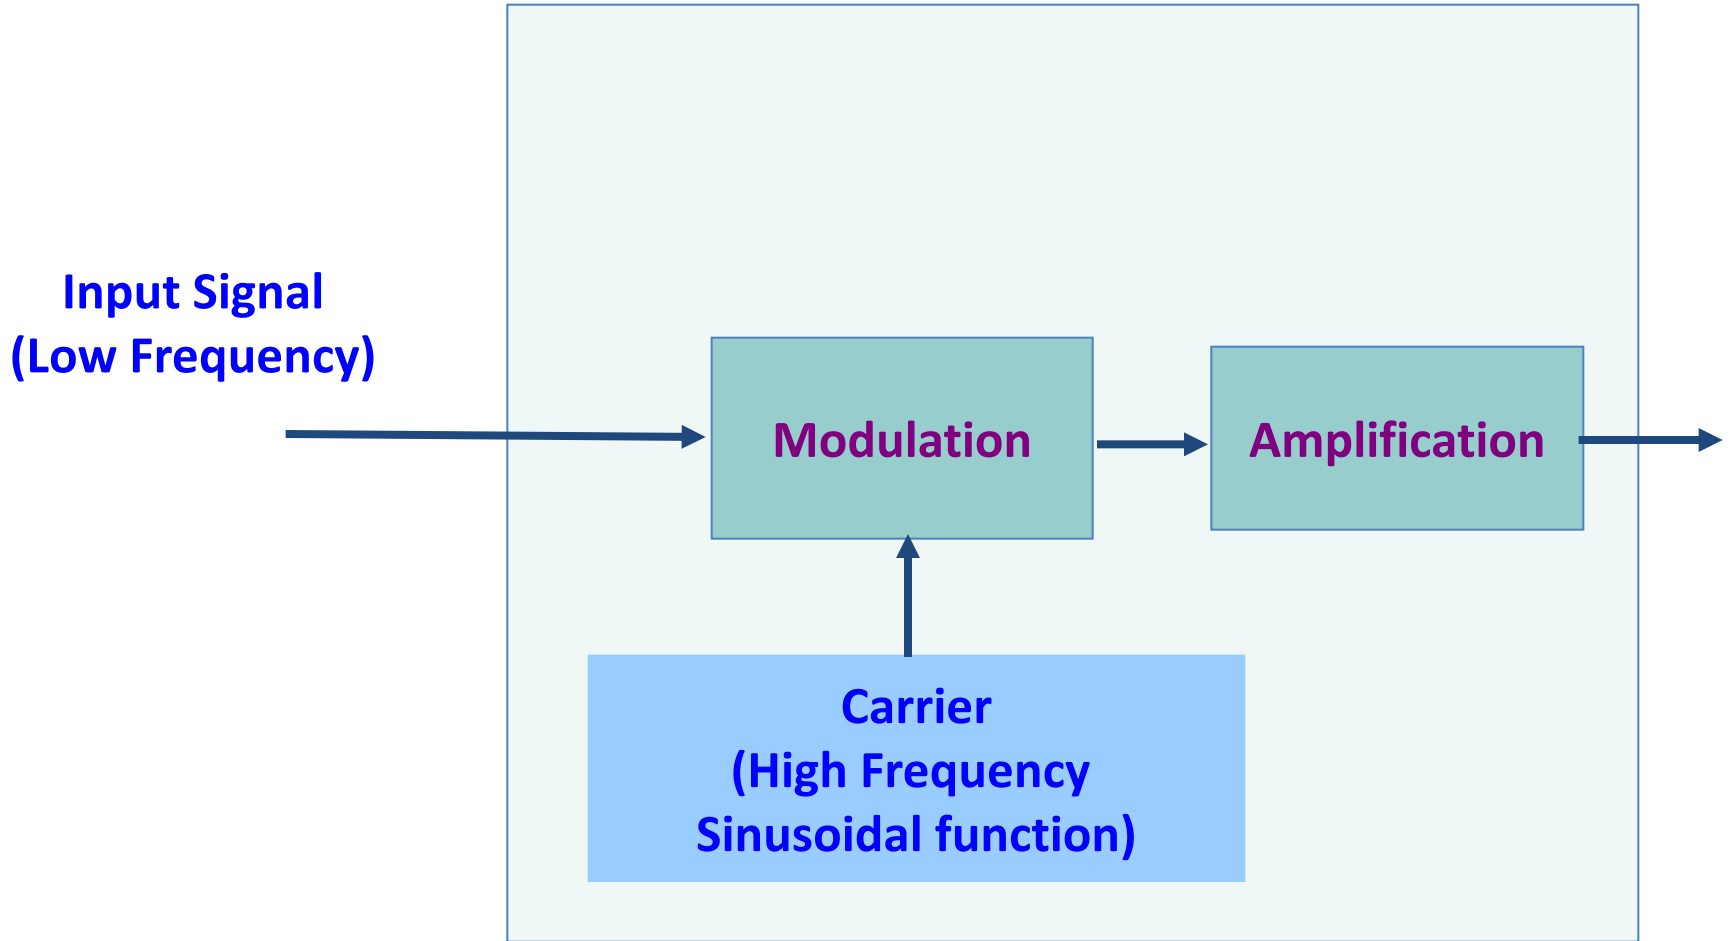 Input Signal
(Low Frequency)
Modulation
Amplification
Carrier
(High Frequency
Sinusoidal function)